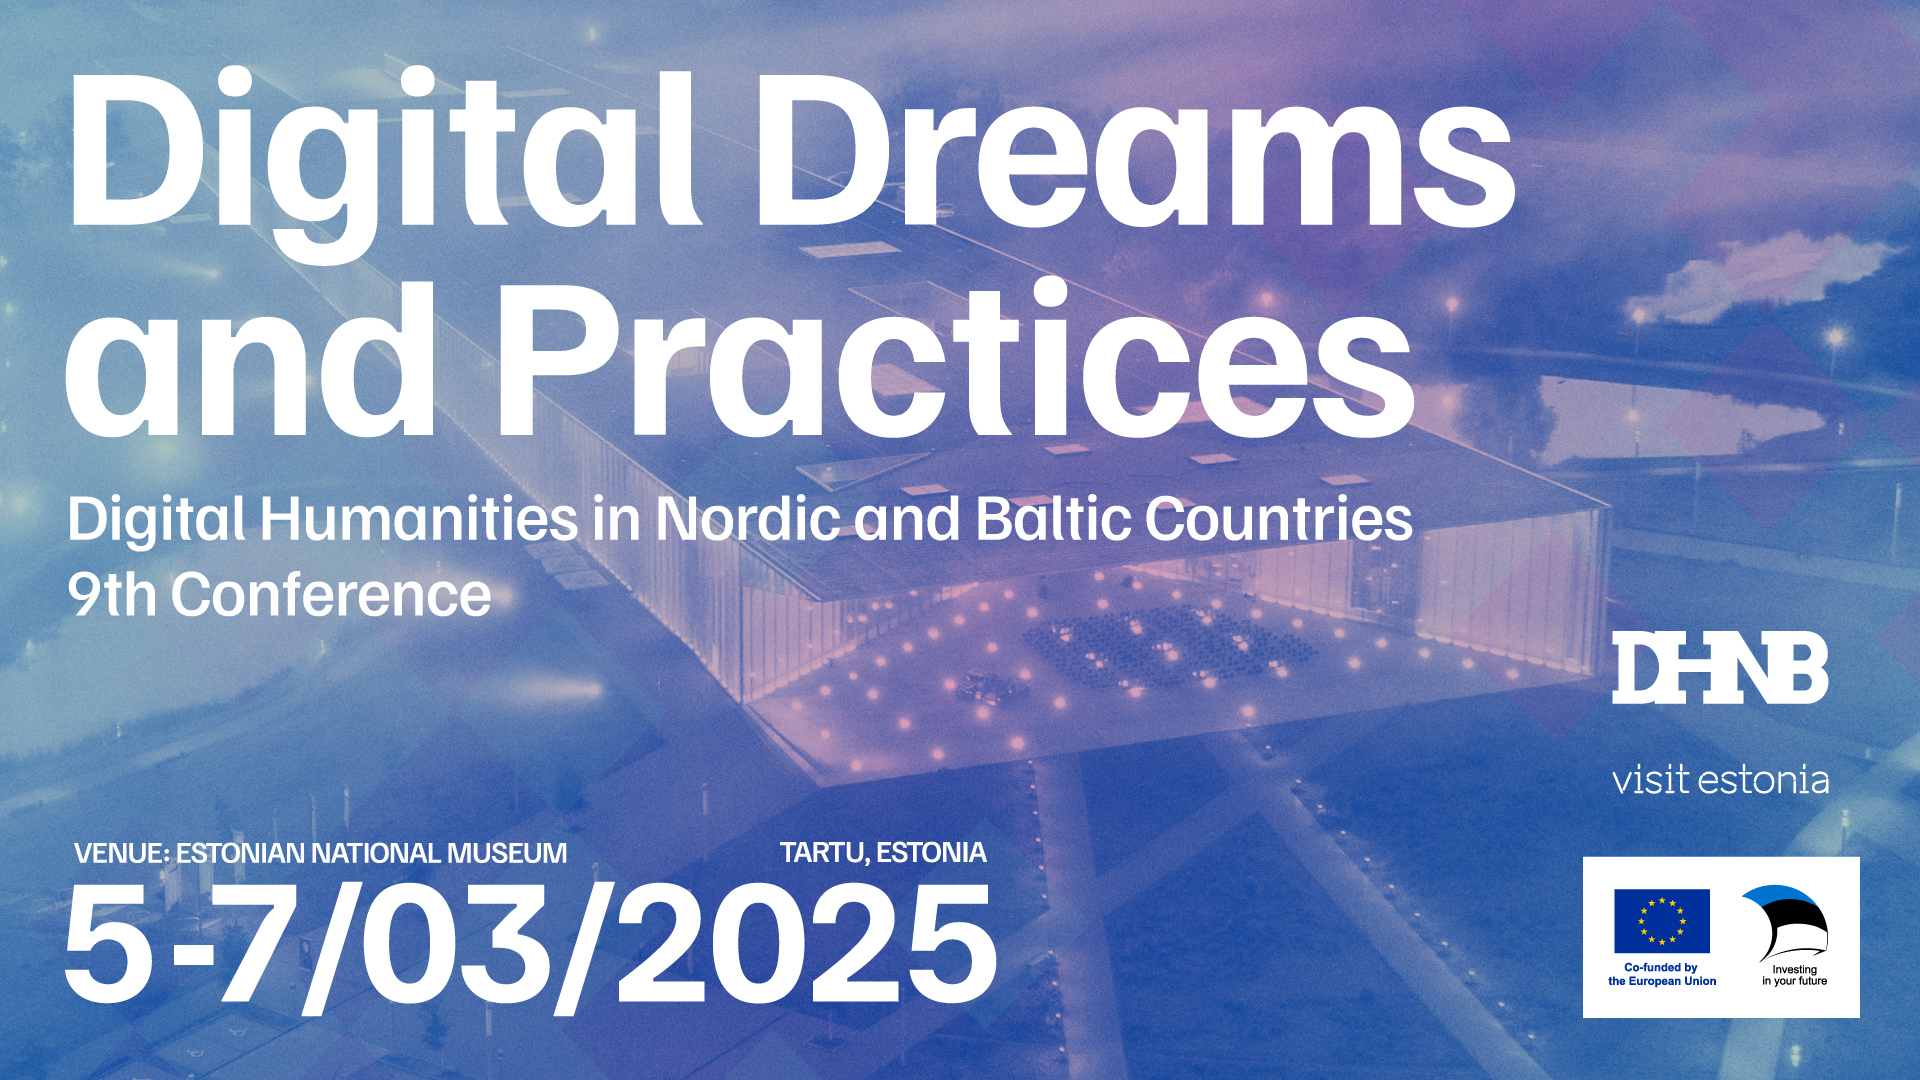 Digital Dreams
and Practices
Digital Humanities in Nordic and Baltic Countries
9th Conference
DHNB
visit estonia
VENUE: ESTONIAN NATIONAL MUSEUM
TARTU, ESTONIA
5-7/03/2025
Co-funded by
the European Union
Investing
in your future